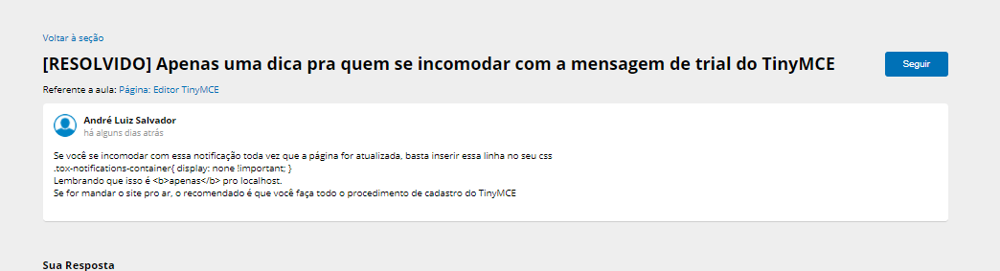 Voltar à seção
[RESOLVIDO] Apenas uma dica pra quem se incomodar com a mensagem de trial do TinyMCE
Seguir
Referente a aula: Página: Editor TinyMCE
André Luiz Salvador
há alguns dias atrás
Se você se incomodar com essa notificação toda vez que a página for atualizada, basta inserir essa linha no seu css
.tox-notifications-container{ display: none !important; }
Lembrando que isso é <b>apenas</b> pro localhost.
Se for mandar o site pro ar, o recomendado é que você faça todo o procedimento de cadastro do TinyMCE
Sua Resposta